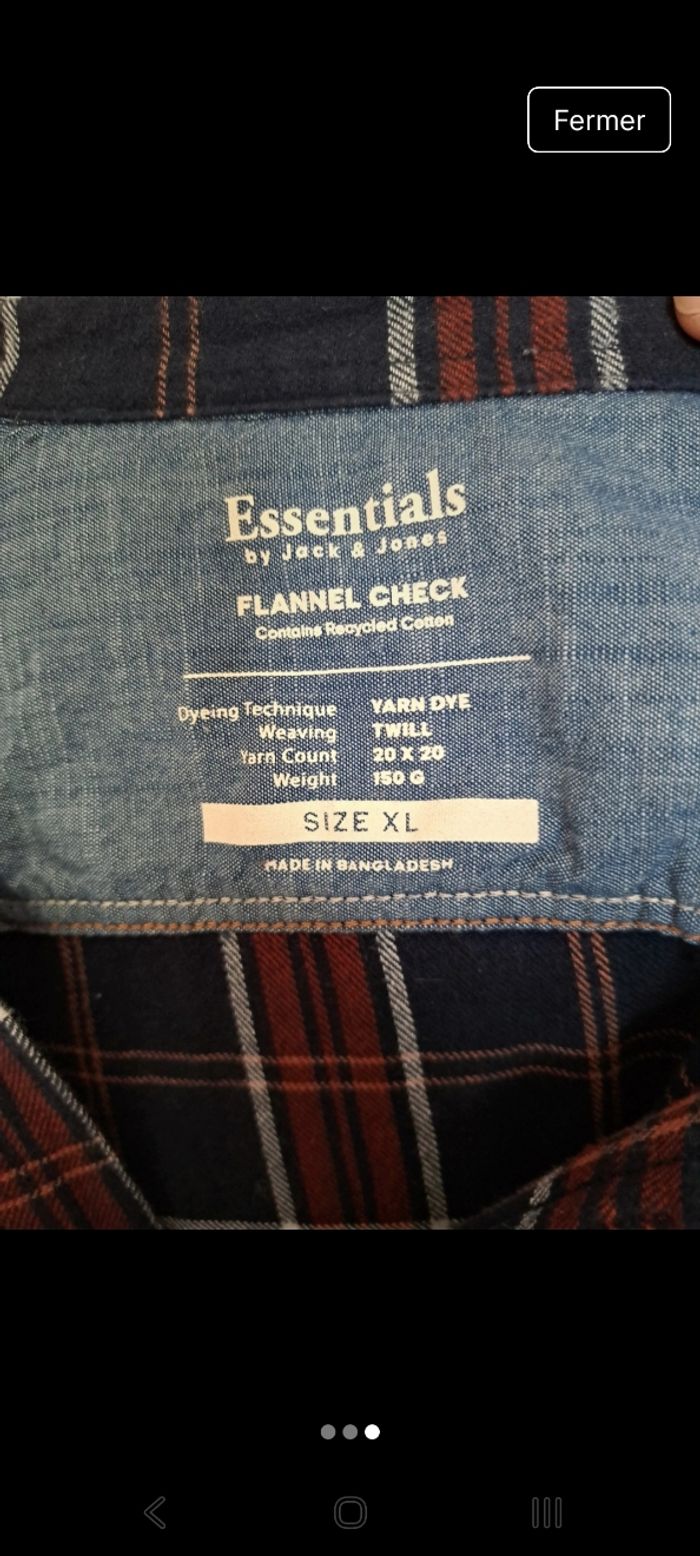 Fermer
Essentials
by Jack & Jones
FLANNEL CHECK
Contains Recycled Cotton
Dyeing Technique YARN DYE
Weaving TWILL
Yarn Count 20 X 20
Weight 150 G
SIZE XL
MADE IN BANGLADESH